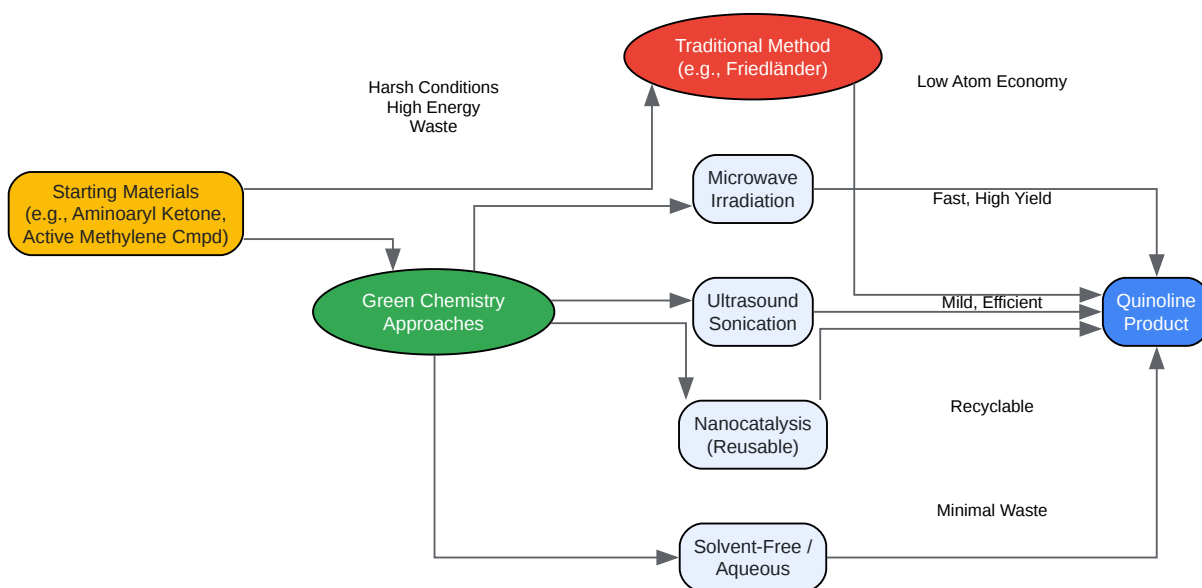 Traditional Method
(e.g., Friedländer)
Harsh Conditions
High Energy
Waste
Low Atom Economy
Starting Materials
(e.g., Aminoaryl Ketone,
Active Methylene Cmpd)
Microwave
Irradiation
Fast, High Yield
Green Chemistry
Approaches
Ultrasound
Sonication
Mild, Efficient
Quinoline
Product
Nanocatalysis
(Reusable)
Recyclable
Minimal Waste
Solvent-Free /
Aqueous